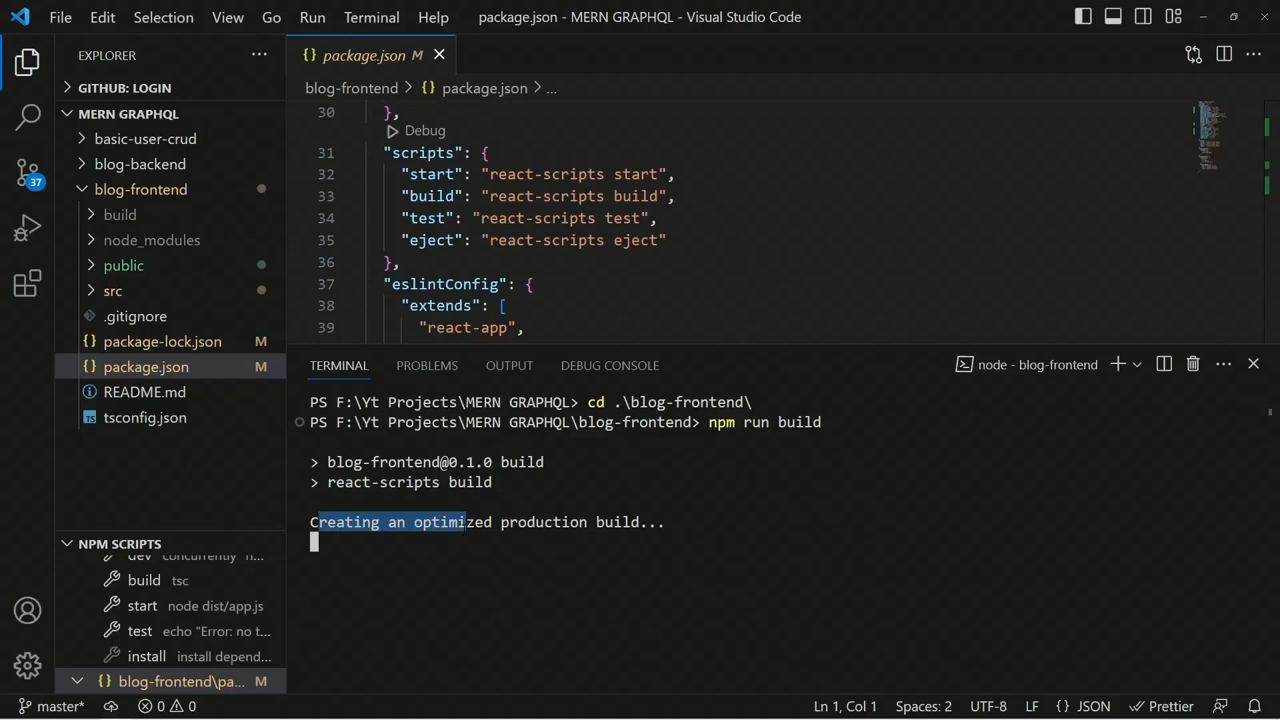 File Edit Selection View Go Run Terminal Help package.json - MERN GRAPHQL - Visual Studio Code
EXPLORER
GITHUB: LOGIN
MERN GRAPHQL
basic-user-crud
blog-backend
blog-frontend
build
node_modules
public
src
.gitignore
package-lock.json M
package.json M
README.md
tsconfig.json
37
NPM SCRIPTS
dev concurrently "n...
build tsc
start node dist/app.js
test echo "Error: no t...
install install depend...
blog-frontend\pa... M
package.json M
blog-frontend > package.json > ...
30 },
Debug
31 "scripts": {
32 "start": "react-scripts start",
33 "build": "react-scripts build",
34 "test": "react-scripts test",
35 "eject": "react-scripts eject"
36 },
37 "eslintConfig": {
38 "extends": [
39 "react-app",
TERMINAL PROBLEMS OUTPUT DEBUG CONSOLE node - blog-frontend
PS F:\Yt Projects\MERN GRAPHQL> cd .\blog-frontend\
PS F:\Yt Projects\MERN GRAPHQL\blog-frontend> npm run build
> blog-frontend@0.1.0 build
> react-scripts build
Creating an optimized production build...
master* 0 0 Ln 1, Col 1 Spaces: 2 UTF-8 LF {} JSON Prettier